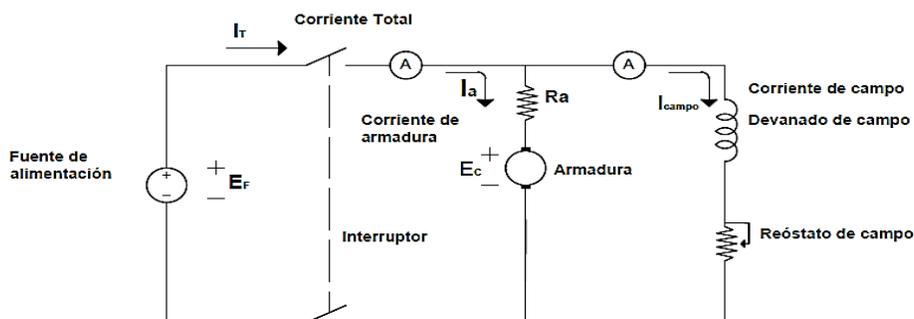 Corriente Total
IT
A
A
Ia
Ra
Icampo
Corriente de campo
Devanado de campo
Corriente de
armadura
Fuente de
alimentación
+
-
+
EF
-
+
EC
-
Armadura
Interruptor
Reóstato de campo